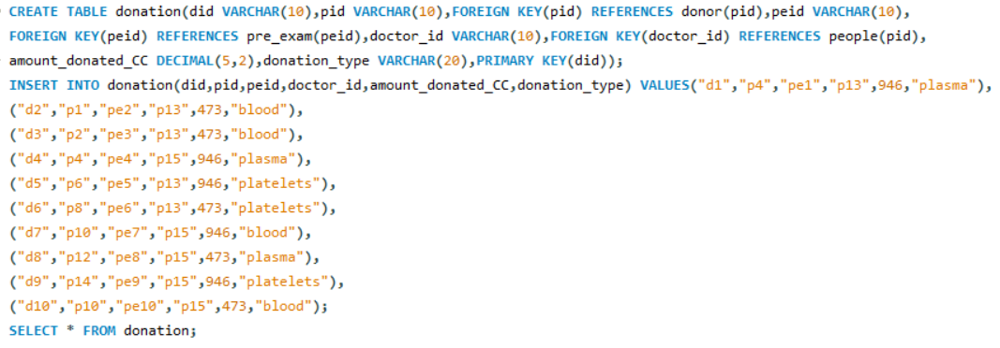 CREATE TABLE donation(did VARCHAR(10),pid VARCHAR(10),FOREIGN KEY(pid) REFERENCES donor(pid),peid VARCHAR(10),
FOREIGN KEY(peid) REFERENCES pre_exam(peid),doctor_id VARCHAR(10),FOREIGN KEY(doctor_id) REFERENCES people(pid),
amount_donated_CC DECIMAL(5,2),donation_type VARCHAR(20),PRIMARY KEY(did));
INSERT INTO donation(did,pid,peid,doctor_id,amount_donated_CC,donation_type) VALUES("d1","p4","pe1","p13",946,"plasma"),
("d2","p1","pe2","p13",473,"blood"),
("d3","p2","pe3","p13",473,"blood"),
("d4","p4","pe4","p15",946,"plasma"),
("d5","p6","pe5","p13",946,"platelets"),
("d6","p8","pe6","p13",473,"platelets"),
("d7","p10","pe7","p15",946,"blood"),
("d8","p12","pe8","p15",473,"plasma"),
("d9","p14","pe9","p15",946,"platelets"),
("d10","p10","pe10","p15",473,"blood");
SELECT * FROM donation;